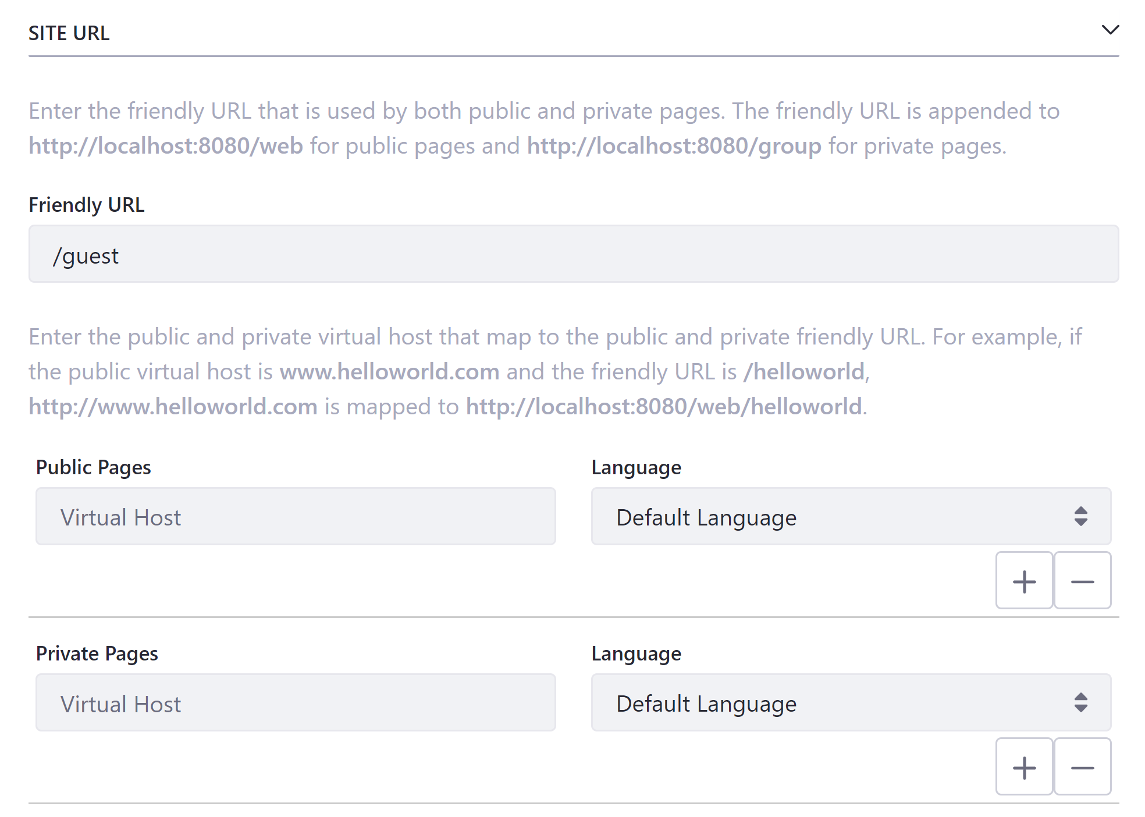 SITE URL
Enter the friendly URL that is used by both public and private pages. The friendly URL is appended to
http://localhost:8080/web for public pages and http://localhost:8080/group for private pages.
Friendly URL
/guest
Enter the public and private virtual host that map to the public and private friendly URL. For example, if
the public virtual host is www.helloworld.com and the friendly URL is /helloworld,
http://www.helloworld.com is mapped to http://localhost:8080/web/helloworld.
Public Pages Language
Virtual Host Default Language
Private Pages Language
Virtual Host Default Language